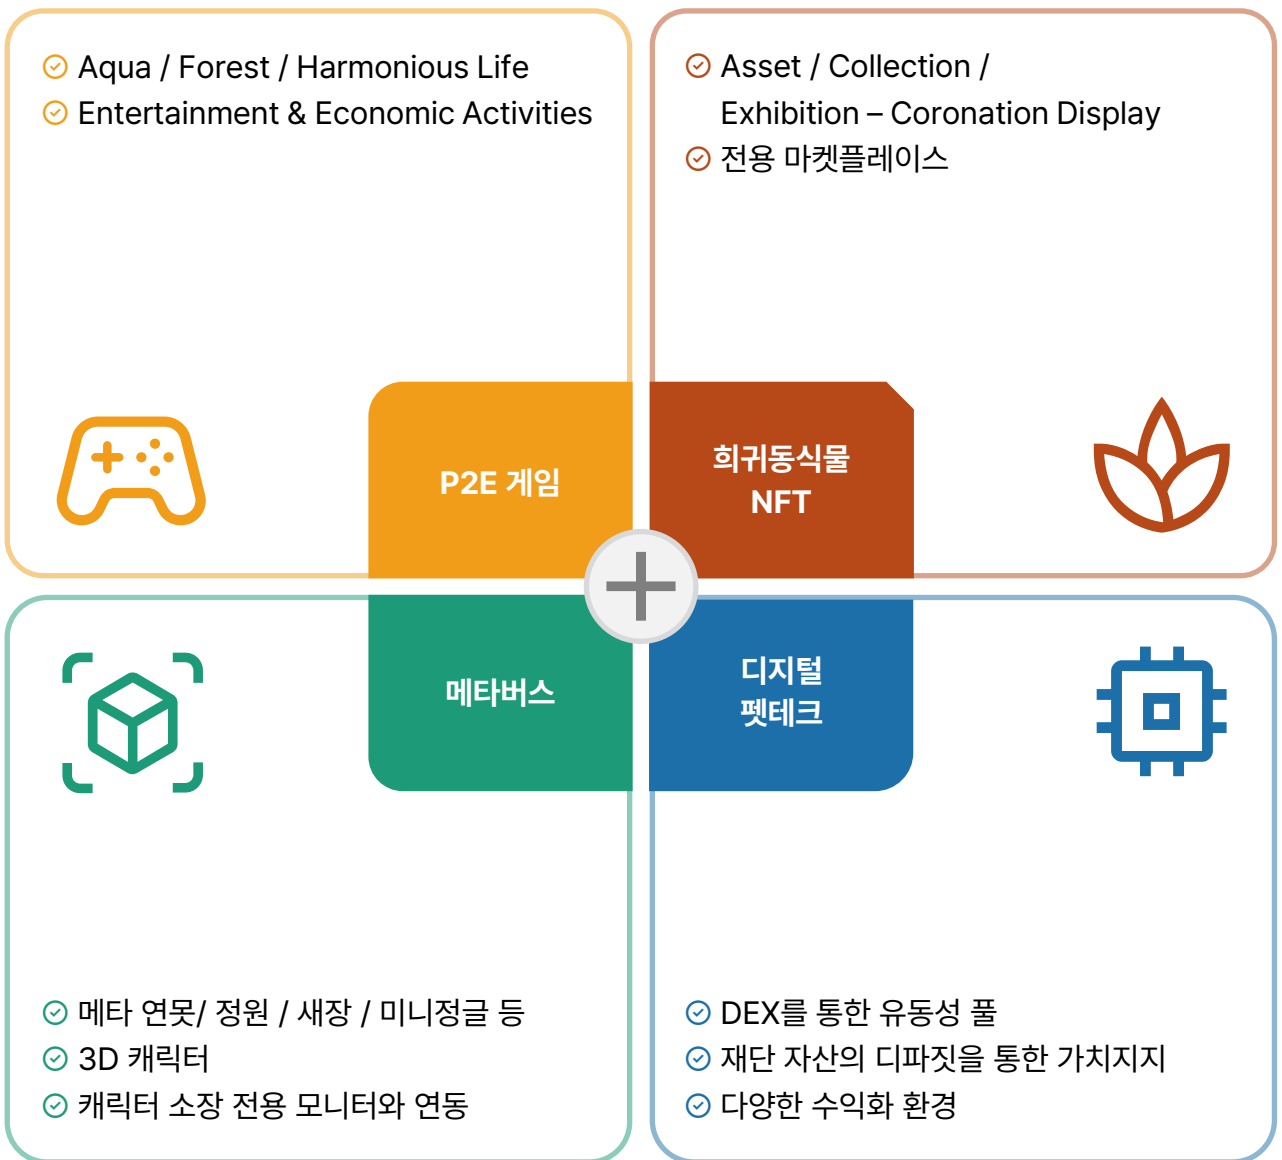 Aqua / Forest / Harmonious Life
Entertainment & Economic Activities
P2E 게임
Asset / Collection /
Exhibition – Coronation Display
전용 마켓플레이스
희귀동식물
NFT
메타버스
메타 연못/ 정원 / 새장 / 미니정글 등
3D 캐릭터
캐릭터 소장 전용 모니터와 연동
디지털
펫테크
DEX를 통한 유동성 풀
재단 자산의 디파짓을 통한 가치지지
다양한 수익화 환경